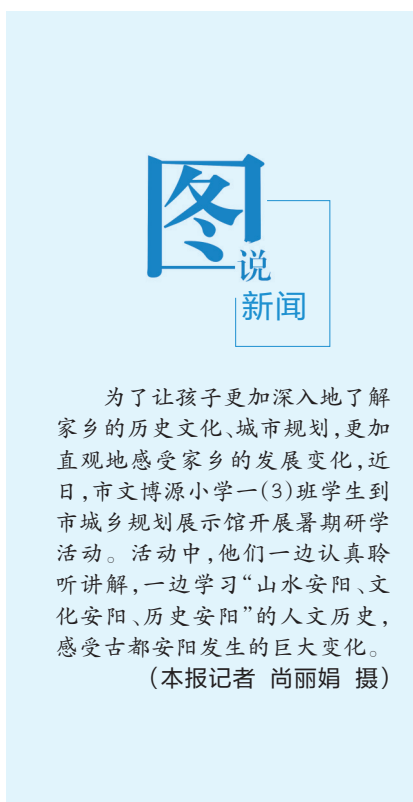 图说
新闻
为了让孩子更加深入地了解
家乡的历史文化、城市规划,更加
直观地感受家乡的发展变化,近
日,市文博源小学一(3)班学生到
市城乡规划展示馆开展暑期研学
活动。活动中,他们一边认真聆
听讲解,一边学习“山水安阳、文
化安阳、历史安阳”的人文历史,
感受古都安阳发生的巨大变化。
(本报记者 尚丽娟 摄)